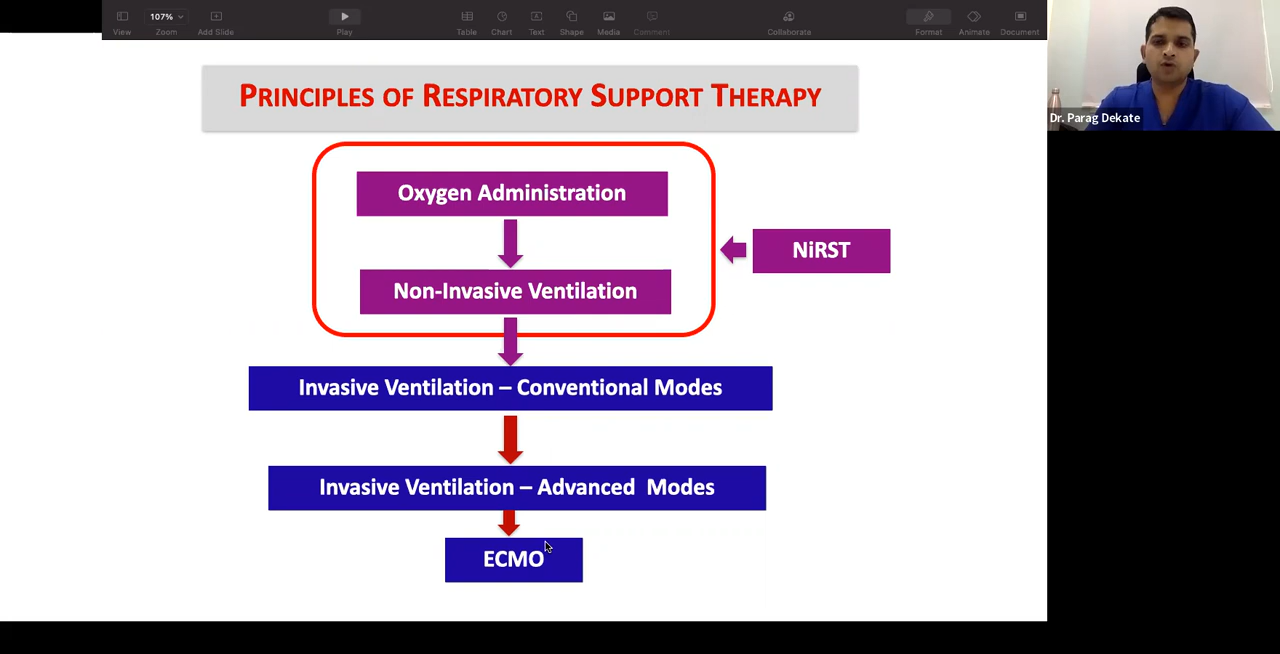 107%
View
Zoom
Add Slide
Play
Table
Chart
Text
Shape
Media
Comment
Collaborate
Format
Animate
Document
Dr. Parag Dekate
PRINCIPLES OF RESPIRATORY SUPPORT THERAPY
Oxygen Administration
NiRST
Non-Invasive Ventilation
Invasive Ventilation – Conventional Modes
Invasive Ventilation – Advanced Modes
ECMO